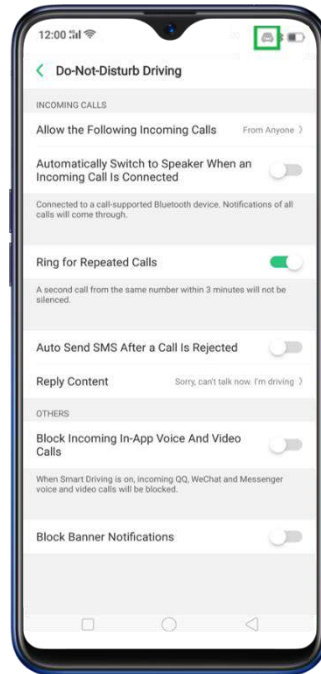 12:00
Do-Not-Disturb Driving
INCOMING CALLS
Allow the Following Incoming Calls From Anyone
Automatically Switch to Speaker When an
Incoming Call Is Connected
Connected to a call-supported Bluetooth device. Notifications of all
calls will come through.
Ring for Repeated Calls
A second call from the same number within 3 minutes will not be
silenced.
Auto Send SMS After a Call Is Rejected
Reply Content Sorry, can't talk now. I'm driving
OTHERS
Block Incoming In-App Voice And Video
Calls
When Smart Driving is on, incoming QQ, WeChat and Messenger
voice and video calls will be blocked.
Block Banner Notifications